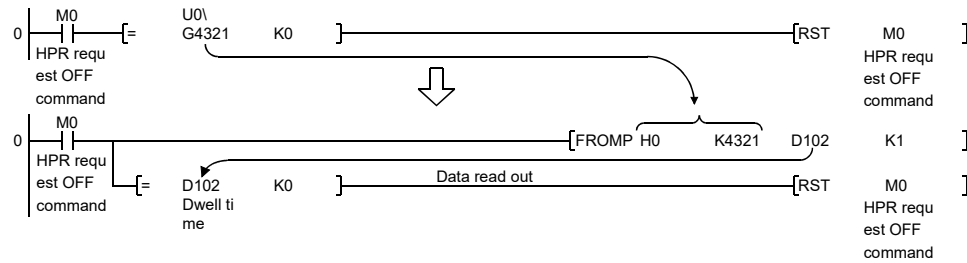 M0
U0\
0 [= G4321 K0 ] [RST M0 ]
HPR requ
est OFF
command
HPR requ
est OFF
command
M0
0 [FROMP H0 K4321 D102 K1 ]
HPR requ
est OFF
command
[= D102 K0 ] Data read out [RST M0 ]
Dwell ti
me
HPR requ
est OFF
command